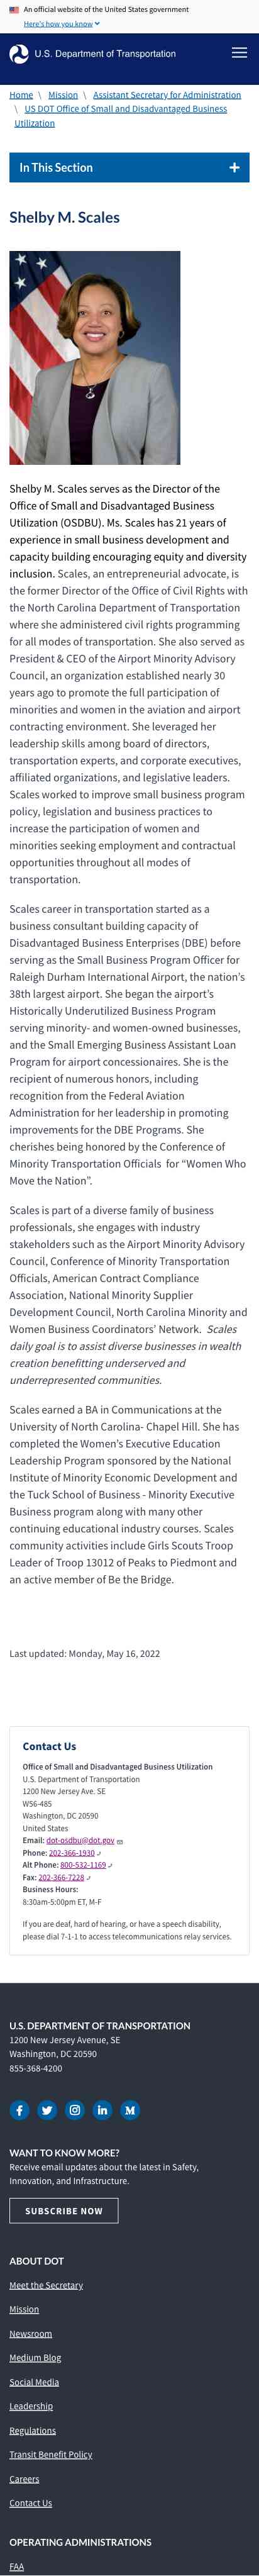 An official website of the United States government
Here's how you know
U.S. Department of Transportation
Home \ Mission \ Assistant Secretary for Administration
\ US DOT Office of Small and Disadvantaged Business
Utilization
In This Section
Shelby M. Scales
Shelby M. Scales serves as the Director of the
Office of Small and Disadvantaged Business
Utilization (OSDBU). Ms. Scales has 21 years of
experience in small business development and
capacity building encouraging equity and diversity
inclusion. Scales, an entrepreneurial advocate, is
the former Director of the Office of Civil Rights with
the North Carolina Department of Transportation
where she administered civil rights programming
for all modes of transportation. She also served as
President & CEO of the Airport Minority Advisory
Council, an organization established nearly 30
years ago to promote the full participation of
minorities and women in the aviation and airport
contracting environment. She leveraged her
leadership skills among board of directors,
transportation experts, and corporate executives,
affiliated organizations, and legislative leaders.
Scales worked to improve small business program
policy, legislation and business practices to
increase the participation of women and
minorities seeking employment and contractual
opportunities throughout all modes of
transportation.
Scales career in transportation started as a
business consultant building capacity of
Disadvantaged Business Enterprises (DBE) before
serving as the Small Business Program Officer for
Raleigh Durham International Airport, the nation's
38th largest airport. She began the airport's
Historically Underutilized Business Program
serving minority- and women-owned businesses,
and the Small Emerging Business Assistant Loan
Program for airport concessionaires. She is the
recipient of numerous honors, including
recognition from the Federal Aviation
Administration for her leadership in promoting
improvements for the DBE Programs. She
cherishes being honored by the Conference of
Minority Transportation Officials for “Women Who
Move the Nation”.
Scales is part of a diverse family of business
professionals, she engages with industry
stakeholders such as the Airport Minority Advisory
Council, Conference of Minority Transportation
Officials, American Contract Compliance
Association, National Minority Supplier
Development Council, North Carolina Minority and
Women Business Coordinators' Network. Scales
daily goal is to assist diverse businesses in wealth
creation benefitting underserved and
underrepresented communities.
Scales earned a BA in Communications at the
University of North Carolina- Chapel Hill. She has
completed the Women's Executive Education
Leadership Program sponsored by the National
Institute of Minority Economic Development and
the Tuck School of Business - Minority Executive
Business program along with many other
continuing educational industry courses. Scales
community activities include Girls Scouts Troop
Leader of Troop 13012 of Peaks to Piedmont and
an active member of Be the Bridge.
Last updated: Monday, May 16, 2022
Contact Us
Office of Small and Disadvantaged Business Utilization
U.S. Department of Transportation
1200 New Jersey Ave. SE
W56-485
Washington, DC 20590
United States
Email: dot-osdbu@dot.gov
Phone: 202-366-1930
Alt Phone: 800-532-1169
Fax: 202-366-7228
Business Hours:
8:30am-5:00pm ET, M-F
If you are deaf, hard of hearing, or have a speech disability,
please dial 7-1-1 to access telecommunications relay services.
U.S. DEPARTMENT OF TRANSPORTATION
1200 New Jersey Avenue, SE
Washington, DC 20590
855-368-4200
WANT TO KNOW MORE?
Receive email updates about the latest in Safety,
Innovation, and Infrastructure.
SUBSCRIBE NOW
ABOUT DOT
Meet the Secretary
Mission
Newsroom
Medium Blog
Social Media
Leadership
Regulations
Transit Benefit Policy
Careers
Contact Us
OPERATING ADMINISTRATIONS
FAA